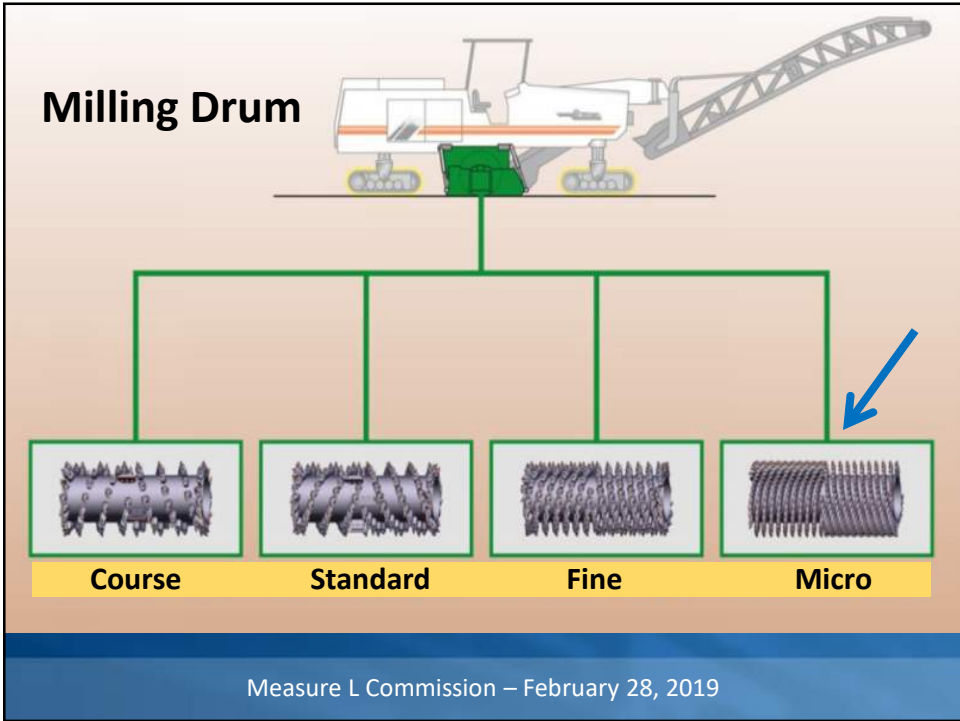 Milling Drum
Course Standard Fine Micro
Measure L Commission – February 28, 2019